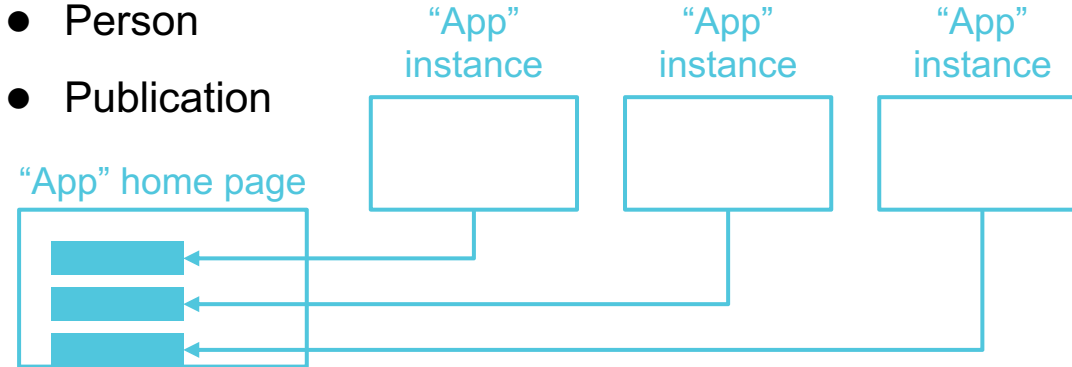 ● Person
● Publication
“App”
instance
“App”
instance
“App”
instance
“App” home page